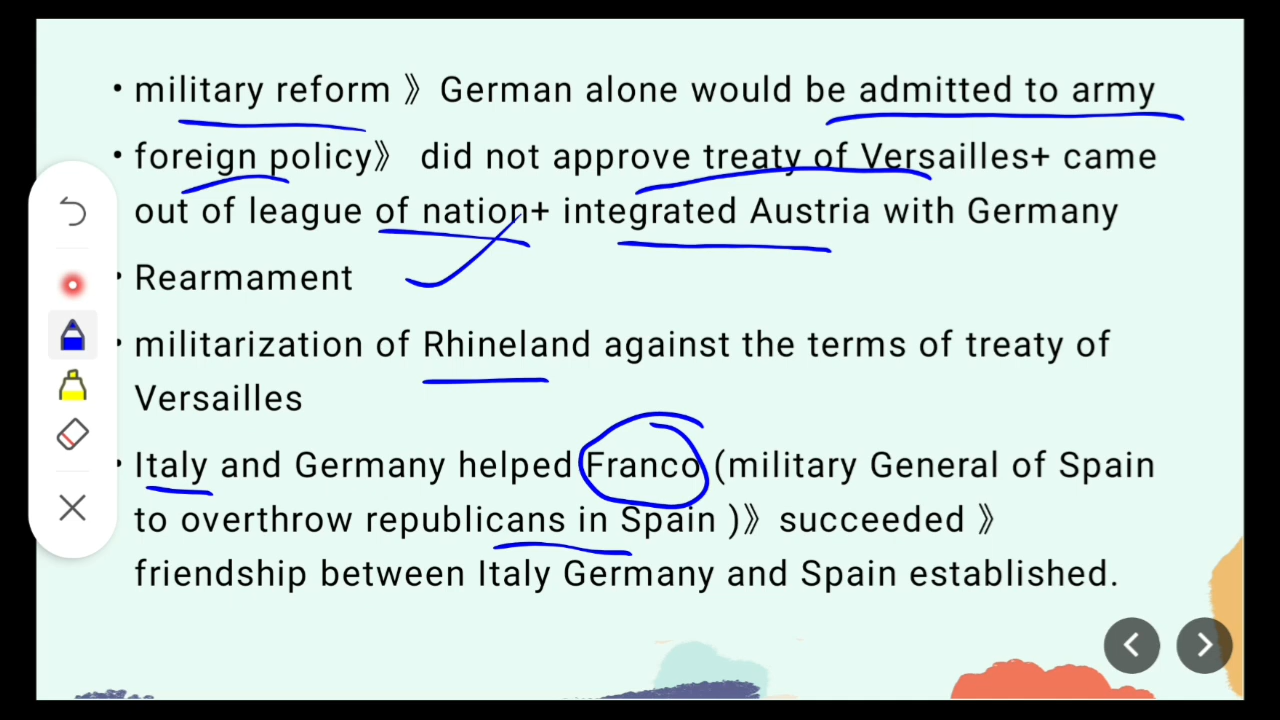 • military reform 》German alone would be admitted to army
• foreign policy》 did not approve treaty of Versailles+ came
out of league of nation+ integrated Austria with Germany
• Rearmament
• militarization of Rhineland against the terms of treaty of
Versailles
• Italy and Germany helped Franco (military General of Spain
to overthrow republicans in Spain )》succeeded 》
friendship between Italy Germany and Spain established.